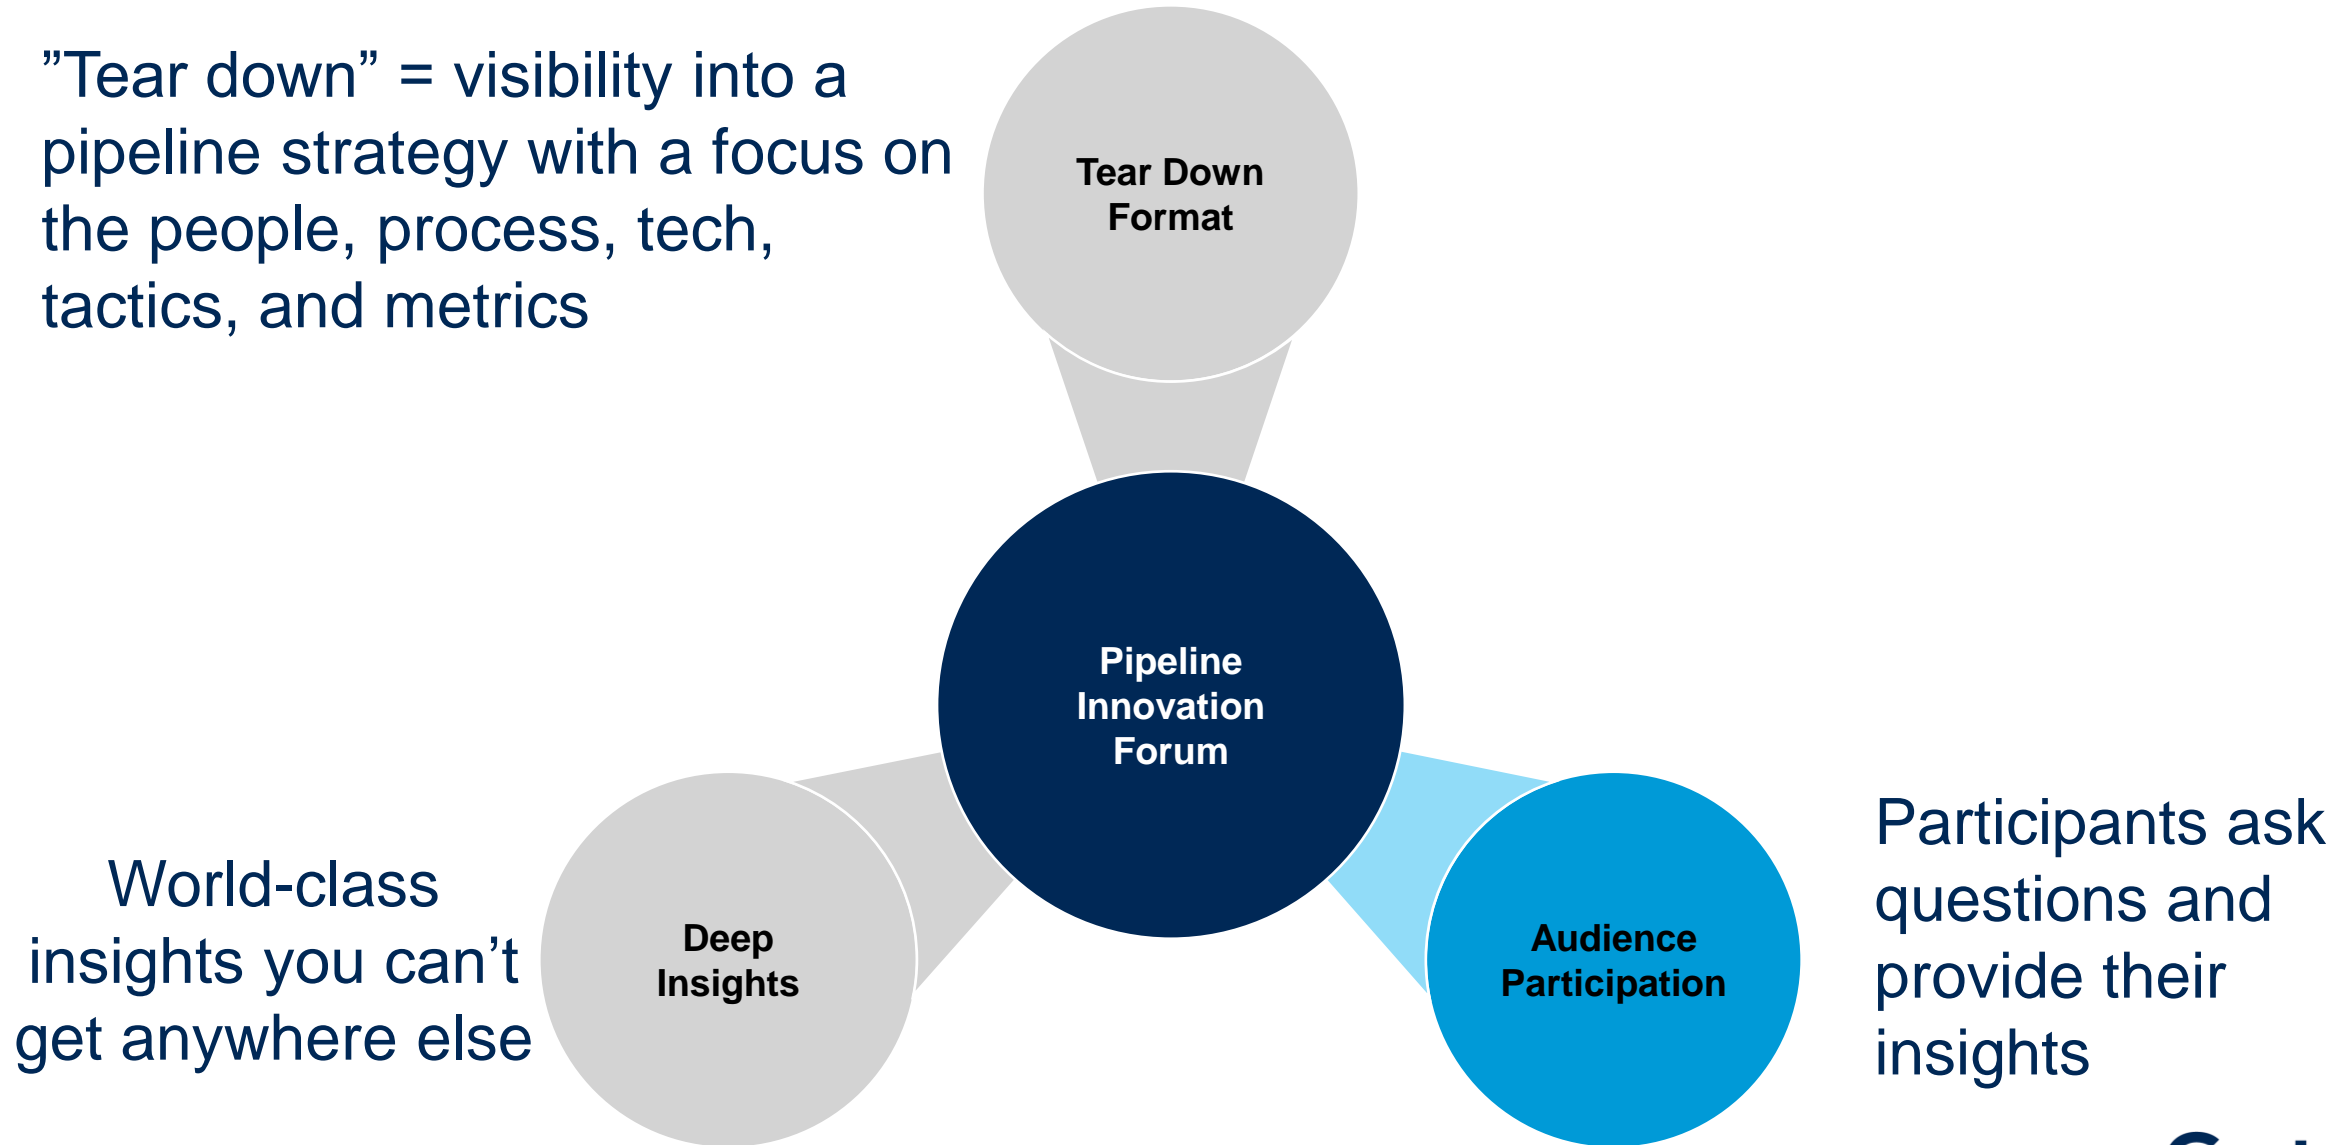 ”Tear down” = visibility into a
pipeline strategy with a focus on
the people, process, tech,
tactics, and metrics
Tear Down
Format
Pipeline
Innovation
Forum
World-class
insights you can’t
get anywhere else
Deep
Insights
Audience
Participation
Participants ask
questions and
provide their
insights